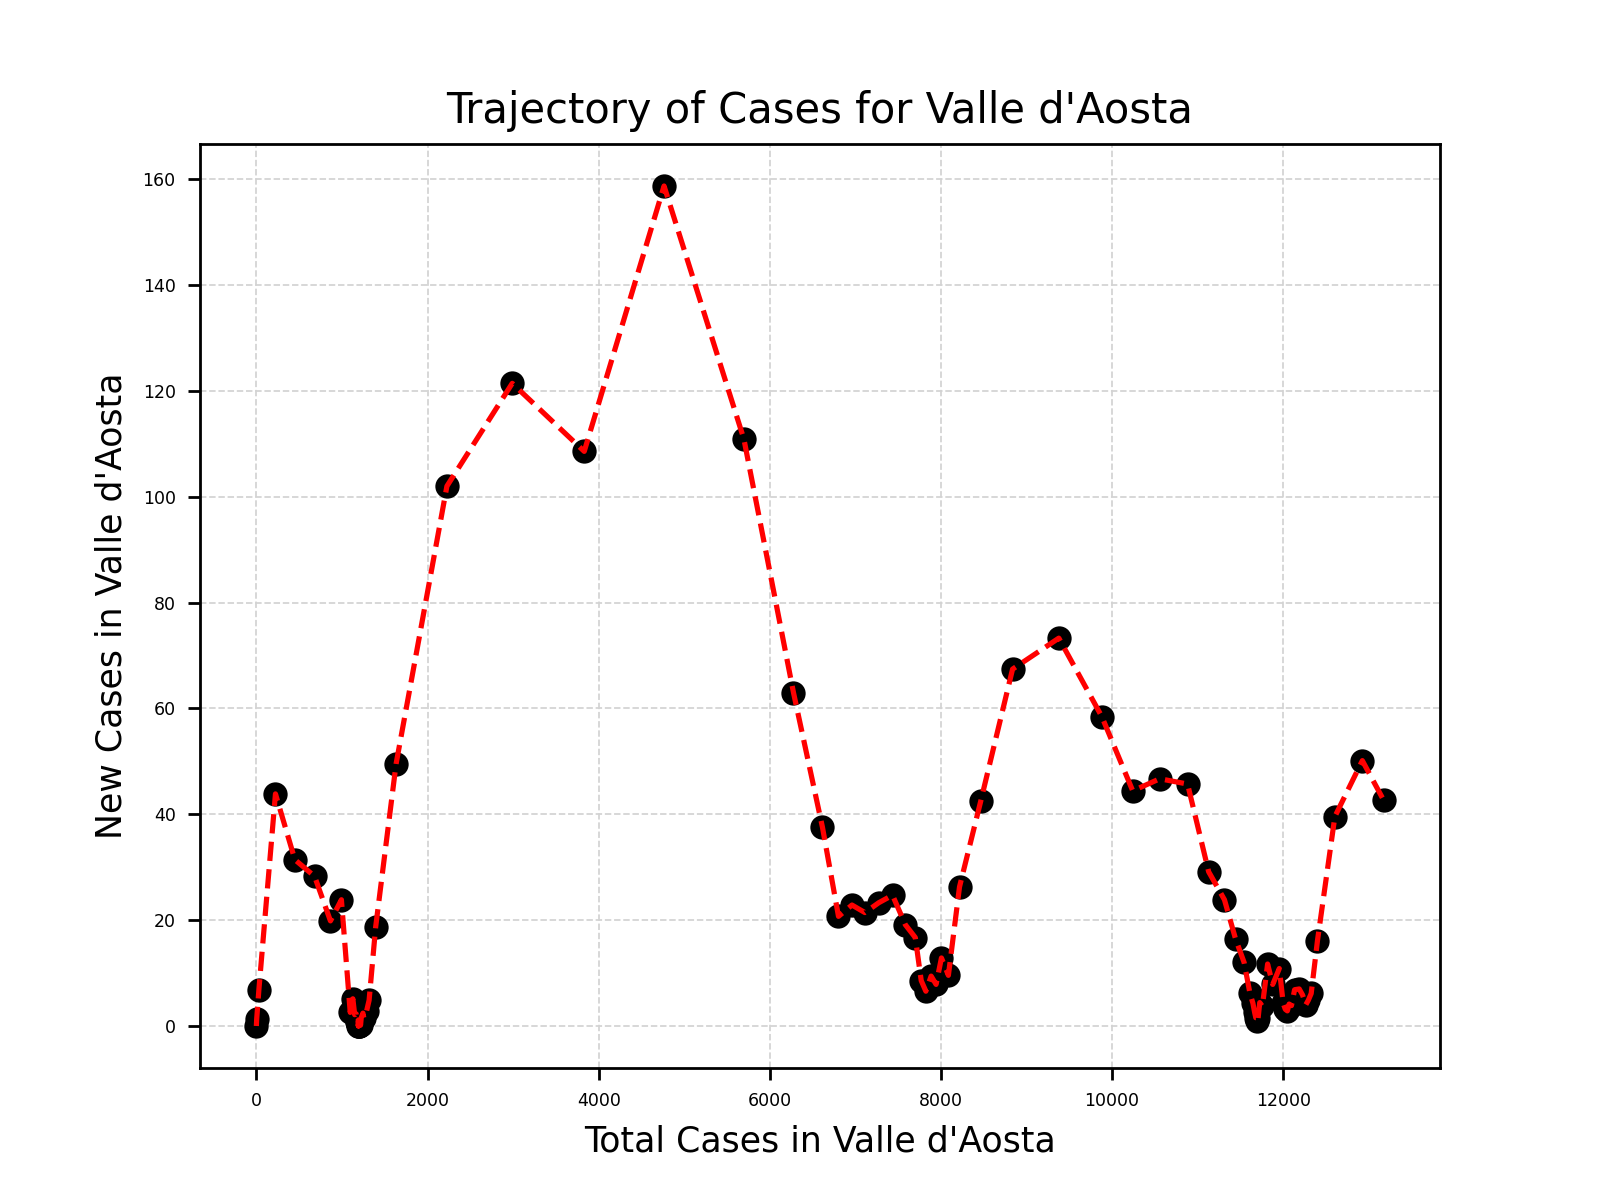 Trajectory of Cases for Valle d'Aosta
New Cases in Valle d'Aosta
160
140
120
100
80
60
40
20
0
0 2000 4000 6000 8000 10000 12000
Total Cases in Valle d'Aosta